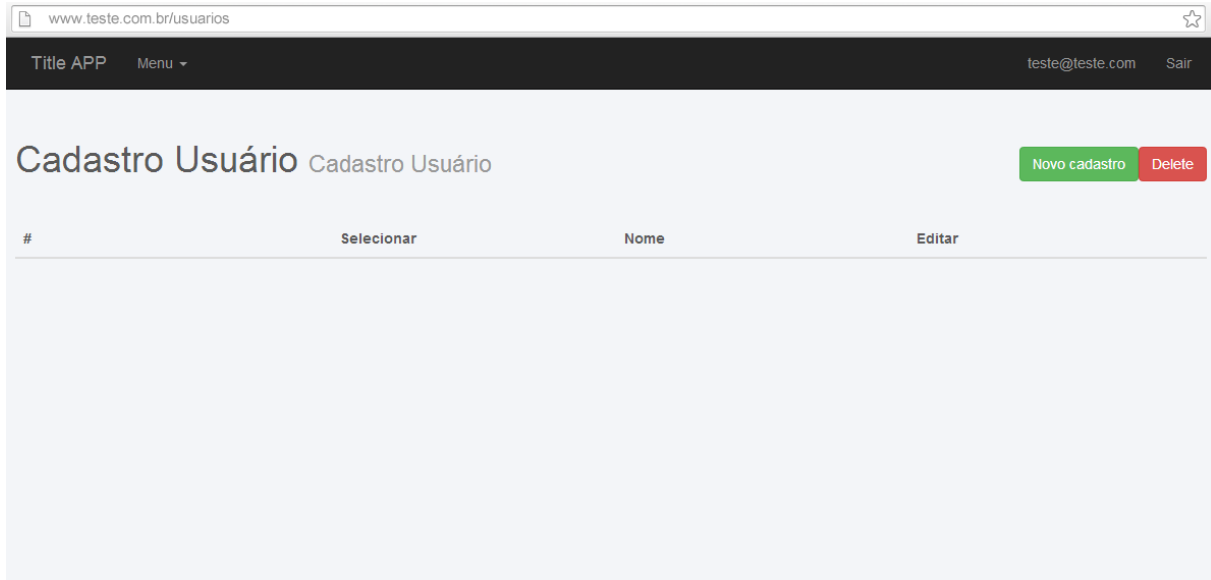 www.teste.com.br/usuarios
Title APP Menu teste@teste.com Sair
Cadastro Usuário Cadastro Usuário Novo cadastro Delete
# Selecionar Nome Editar